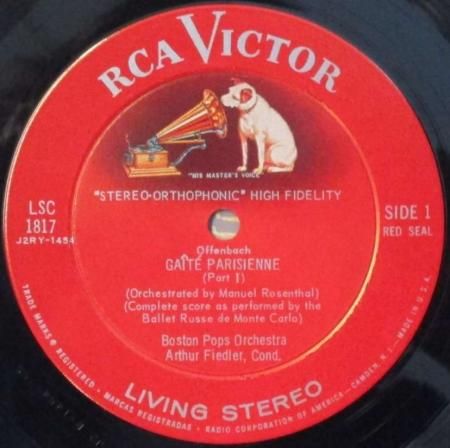 RCA VICTOR
"HIS MASTER'S VOICE"
"STEREO-ORTHOPHONIC" HIGH FIDELITY
LSC
1817
J2RY-1454
SIDE 1
RED SEAL
Offenbach
GAÎTÉ PARISIENNE
(Part I)
(Orchestrated by Manuel Rosenthal)
(Complete score as performed by the
Ballet Russe de Monte Carlo)
Boston Pops Orchestra
Arthur Fiedler, Cond.
LIVING STEREO
TRADE MARKS ® REGISTERED • MARCAS REGISTRADAS • RADIO CORPORATION OF AMERICA—CAMDEN, N.J. • MADE IN U.S.A.